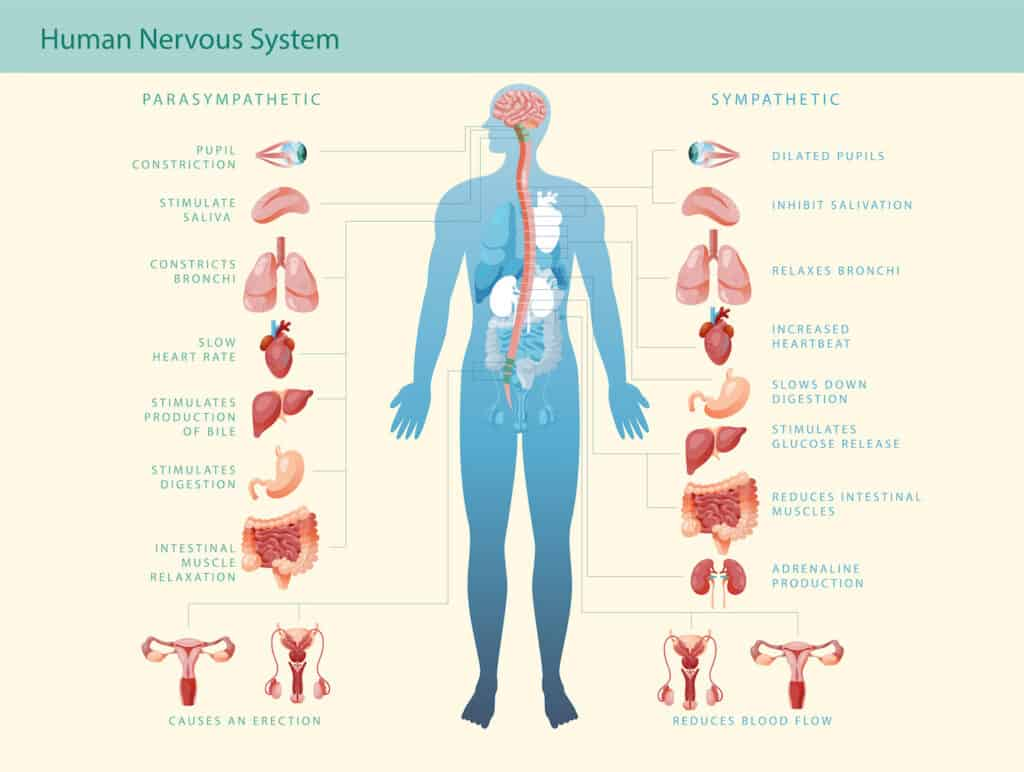 Human Nervous System
PARASYMPATHETIC
PUPIL
CONSTRICTION
STIMULATE
SALIVA
CONSTRICTS
BRONCHI
SLOW
HEART RATE
STIMULATES
PRODUCTION
OF BILE
STIMULATES
DIGESTION
INTESTINAL
MUSCLE
RELAXATION
CAUSES AN ERECTION
SYMPATHETIC
DILATED PUPILS
INHIBIT SALIVATION
RELAXES BRONCHI
INCREASED
HEARTBEAT
SLOWS DOWN
DIGESTION
STIMULATES
GLUCOSE RELEASE
REDUCES INTESTINAL
MUSCLES
ADRENALINE
PRODUCTION
REDUCES BLOOD FLOW